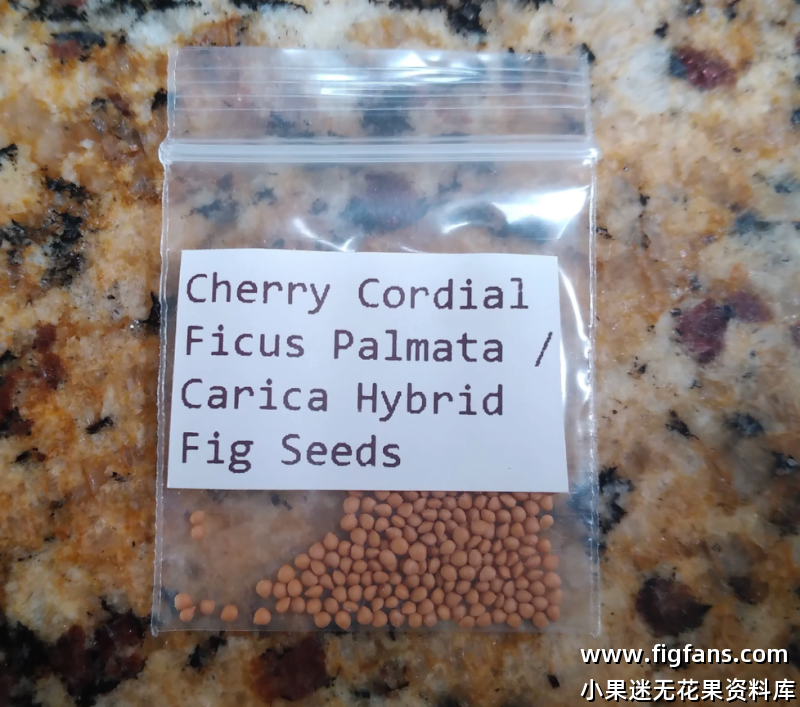 Cherry Cordial
Ficus Palmata /
Carica Hybrid
Fig Seeds
www.figfans.com
小果迷无花果资料库